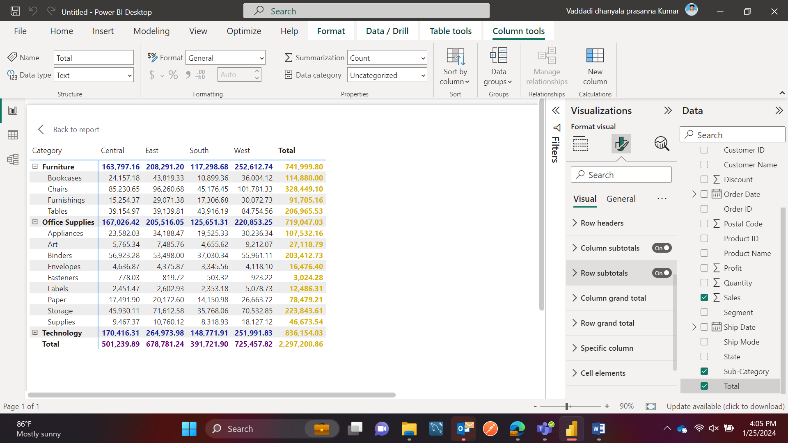 Untitled - Power BI Desktop
Search
Vaddadi dhanyala prasanna Kumar
File Home Insert Modeling View Optimize Help Format Data / Drill Table tools Column tools
Name Total
Data type Text
Structure
Format General
$ % Auto
Formatting
Summarization Count
Data category Uncategorized
Properties
Sort by column
Sort
Data groups
Groups
Manage relationships
Relationships
New column
Calculations
Back to report
Category Central East South West Total
Furniture 163,797.16 208,291.20 117,298.68 252,612.74 741,999.80
Bookcases 24,157.18 43,819.33 10,899.36 36,004.12 114,880.00
Chairs 85,230.65 96,260.68 45,176.45 101,781.33 328,449.10
Furnishings 15,254.37 29,071.38 17,306.68 30,072.73 91,705.16
Tables 39,154.97 39,139.81 43,916.19 84,754.56 206,965.53
Office Supplies 167,026.42 205,516.05 125,651.31 220,853.25 719,047.03
Appliances 23,582.03 34,188.47 19,525.33 30,236.34 107,532.16
Art 5,765.34 7,485.76 4,655.62 9,212.07 27,118.79
Binders 56,923.28 53,498.00 37,030.34 55,961.11 203,412.73
Envelopes 4,636.87 4,375.87 3,345.56 4,118.10 16,476.40
Fasteners 778.03 819.72 503.32 923.22 3,024.28
Labels 2,451.47 2,602.93 2,353.18 5,078.73 12,486.31
Paper 17,491.90 20,172.60 14,150.98 26,663.72 78,479.21
Storage 45,930.11 71,612.58 35,768.06 70,532.85 223,843.61
Supplies 9,467.37 10,760.12 8,318.93 18,127.12 46,673.54
Technology 170,416.31 264,973.98 148,771.91 251,991.83 836,154.03
Total 501,239.89 678,781.24 391,721.90 725,457.82 2,297,200.86
Filters
Visualizations
Format visual
Search
Visual General ...
Row headers
Column subtotals On
Row subtotals On
Column grand total
Row grand total
Specific column
Cell elements
Data
Search
Customer ID
Customer Name
Discount
Order Date
Order ID
Postal Code
Product ID
Product Name
Profit
Quantity
Sales
Segment
Ship Date
Ship Mode
State
Sub-Category
Total
Page 1 of 1
- + 90%
Update available (click to download)
86°F
Mostly sunny
Search
4:05 PM
1/25/2024